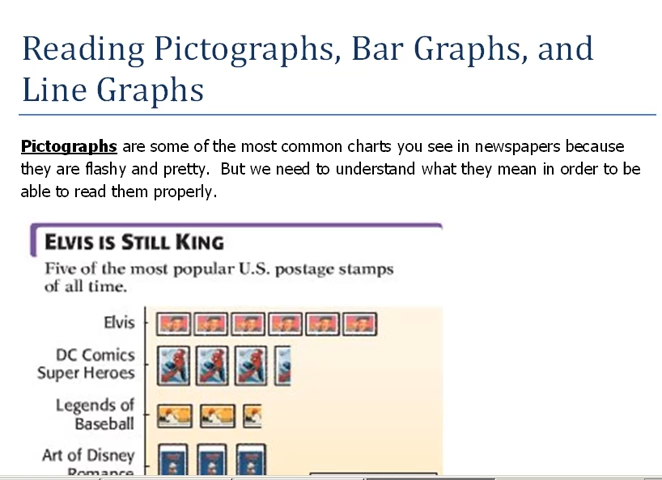 Reading Pictographs, Bar Graphs, and
Line Graphs
Pictographs are some of the most common charts you see in newspapers because
they are flashy and pretty. But we need to understand what they mean in order to be
able to read them properly.
ELVIS IS STILL KING
Five of the most popular U.S. postage stamps
of all time.
Elvis
DC Comics
Super Heroes
Legends of
Baseball
Art of Disney
Romance